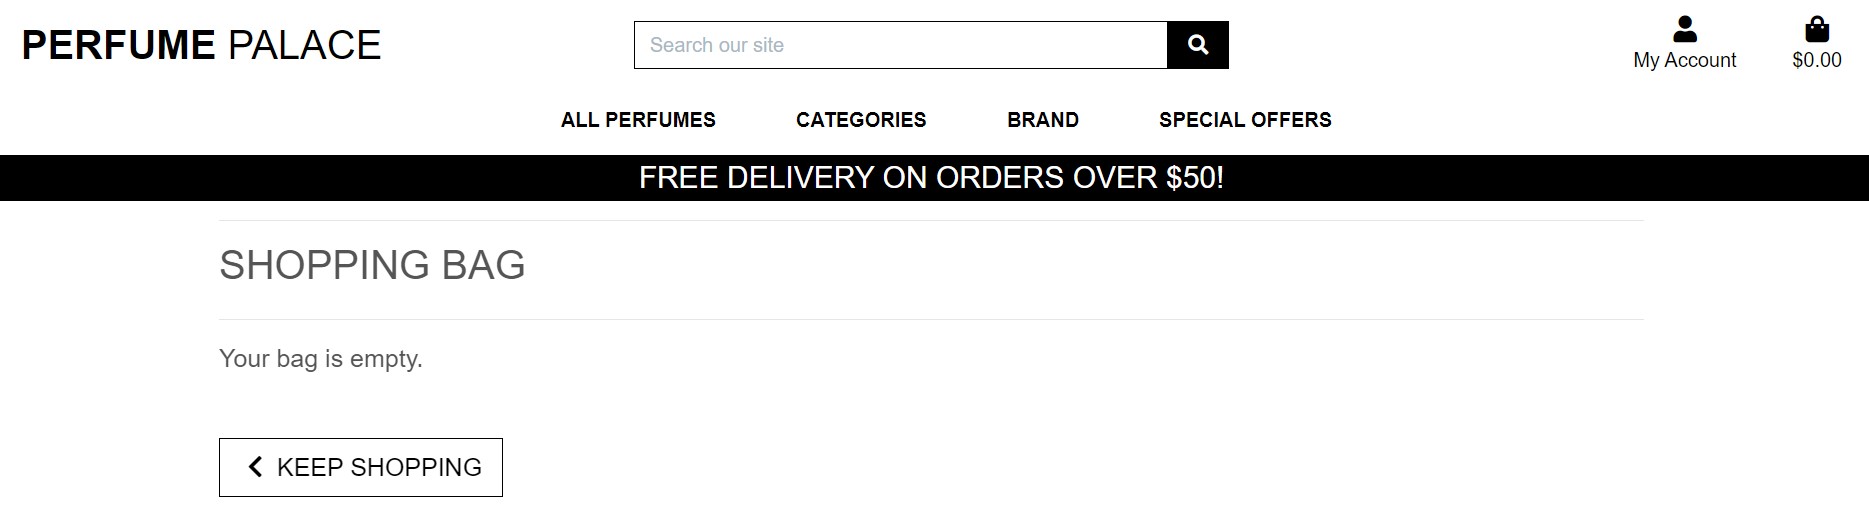 PERFUME PALACE
Search our site
My Account
$0.00
ALL PERFUMES CATEGORIES BRAND SPECIAL OFFERS
FREE DELIVERY ON ORDERS OVER $50!
SHOPPING BAG
Your bag is empty.
KEEP SHOPPING